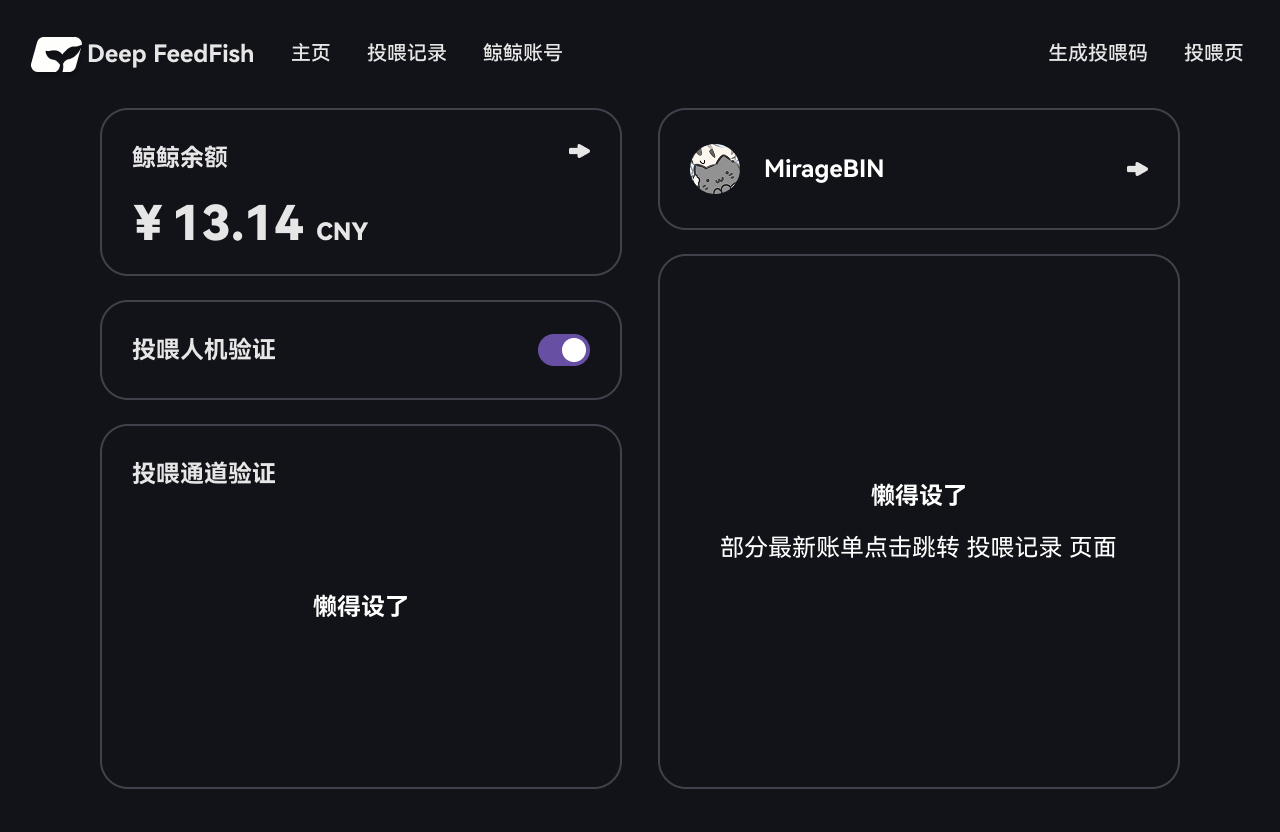 Deep FeedFish 主页 投喂记录 鲸鲸账号 生成投喂码 投喂页
鲸鲸余额
¥ 13.14 CNY
投喂人机验证
投喂通道验证
懒得设了
MirageBIN
懒得设了
部分最新账单点击跳转 投喂记录 页面